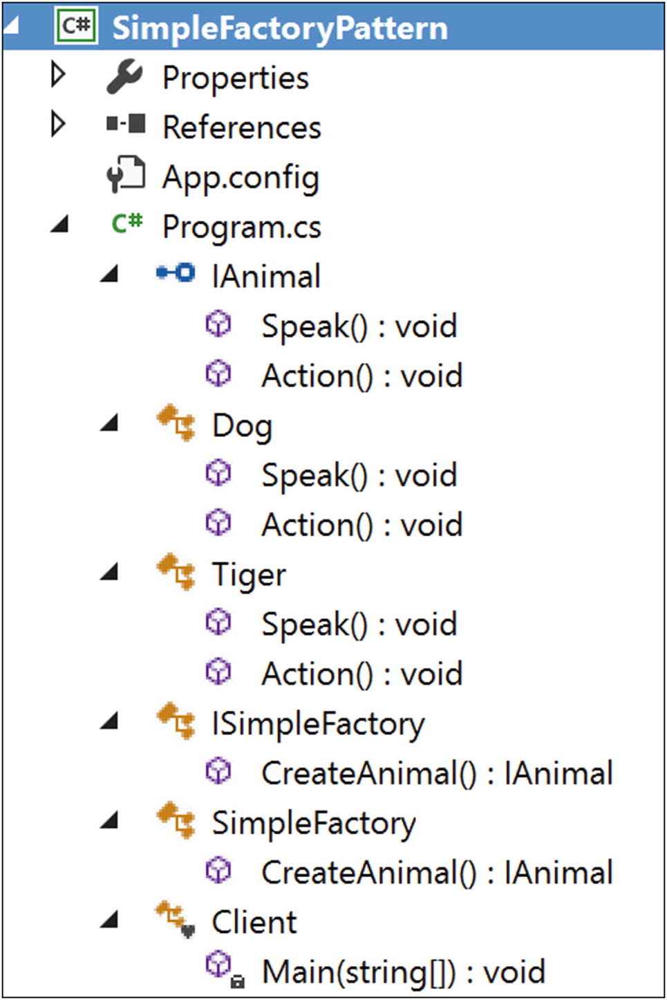 C# SimpleFactoryPattern
Properties
References
App.config
C# Program.cs
IAnimal
Speak() : void
Action() : void
Dog
Speak() : void
Action() : void
Tiger
Speak() : void
Action() : void
ISimpleFactory
CreateAnimal() : IAnimal
SimpleFactory
CreateAnimal() : IAnimal
Client
Main(string[]) : void